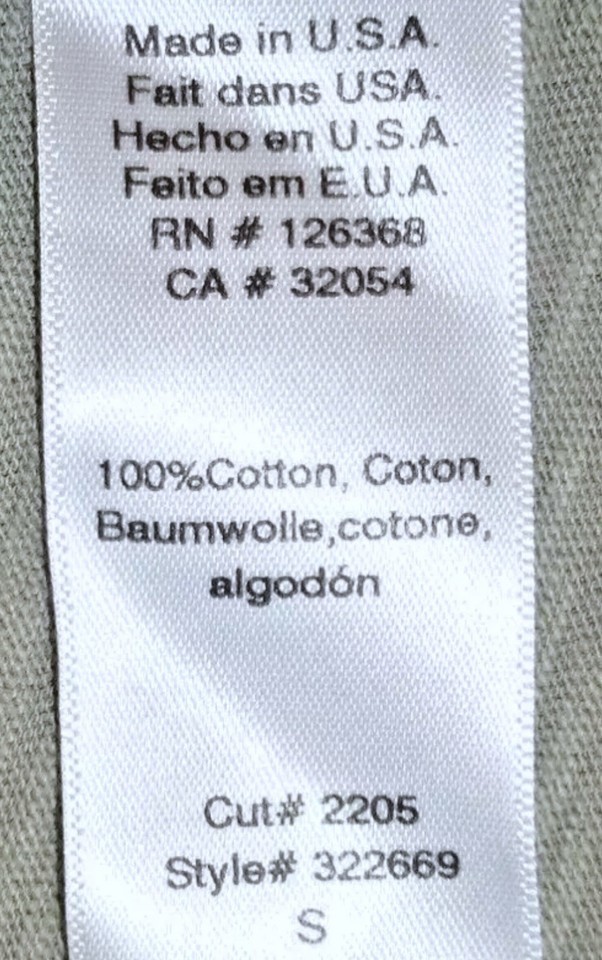 Made in U.S.A.
Fait dans USA.
Hecho en U.S.A.
Feito em E.U.A.
RN # 126368
CA # 32054
100%Cotton, Coton,
Baumwolle,cotone,
algodón
Cut# 2205
Style# 322669
S